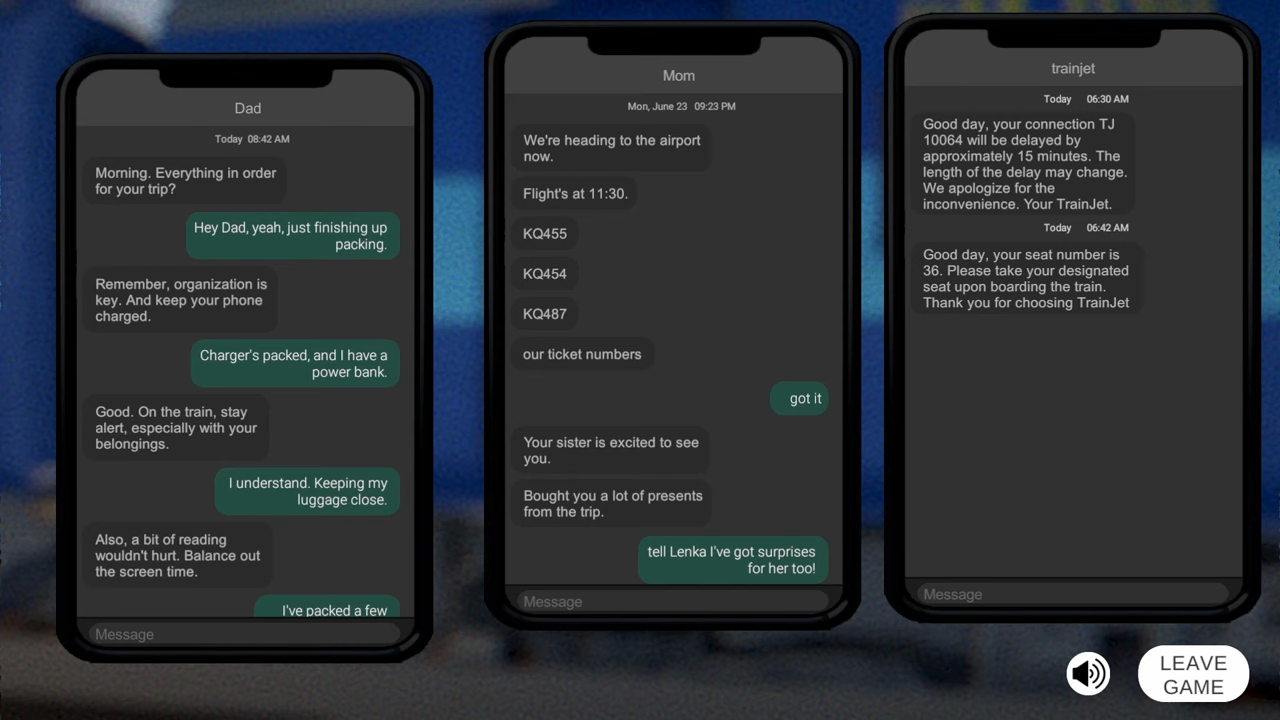 Dad
Today 08:42 AM
Morning. Everything in order
for your trip?
Hey Dad, yeah, just finishing up
packing.
Remember, organization is
key. And keep your phone
charged.
Charger's packed, and I have a
power bank.
Good. On the train, stay
alert, especially with your
belongings.
I understand. Keeping my
luggage close.
Also, a bit of reading
wouldn't hurt. Balance out
the screen time.
I've packed a few
Message
Mom
Mon, June 23 09:23 PM
We're heading to the airport
now.
Flight's at 11:30.
KQ455
KQ454
KQ487
our ticket numbers
got it
Your sister is excited to see
you.
Bought you a lot of presents
from the trip.
tell Lenka I've got surprises
for her too!
Message
trainjet
Today 06:30 AM
Good day, your connection TJ
10064 will be delayed by
approximately 15 minutes. The
length of the delay may change.
We apologize for the
inconvenience. Your TrainJet.
Today 06:42 AM
Good day, your seat number is
36. Please take your designated
seat upon boarding the train.
Thank you for choosing TrainJet
Message
LEAVE
GAME